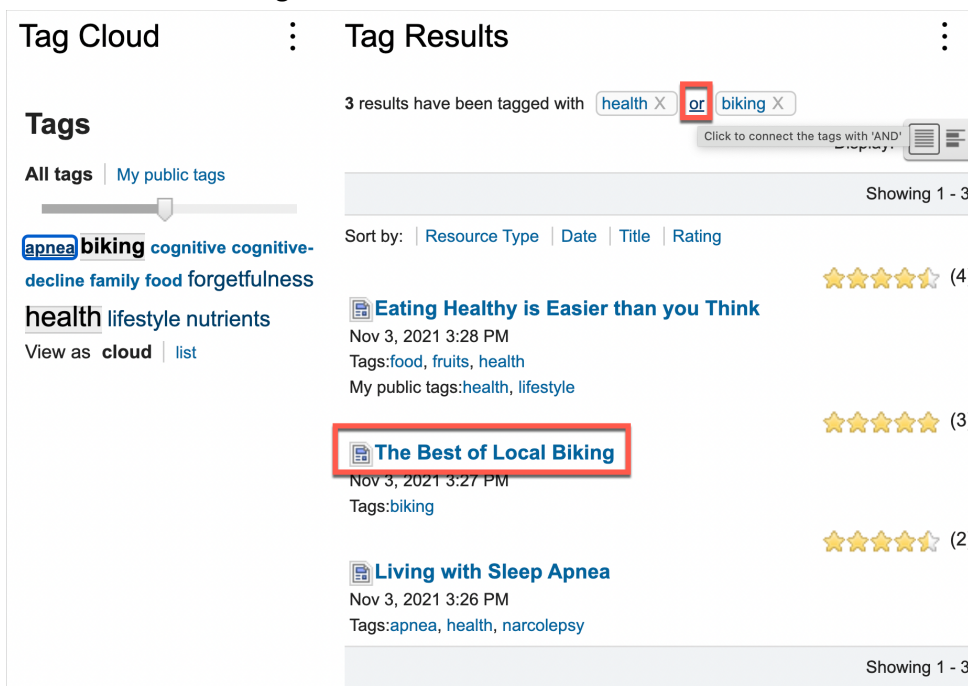 Tag Cloud
Tags
All tags My public tags
apnea biking cognitive cognitive-
decline family food forgetfulness
health lifestyle nutrients
View as cloud list
Tag Results
3 results have been tagged with health X or biking X
Click to connect the tags with 'AND'
Display:
Showing 1 - 3
Sort by: Resource Type Date Title Rating
(4
Eating Healthy is Easier than you Think
Nov 3, 2021 3:28 PM
Tags:food, fruits, health
My public tags:health, lifestyle
(3
The Best of Local Biking
Nov 3, 2021 3:27 PM
Tags:biking
(2
Living with Sleep Apnea
Nov 3, 2021 3:26 PM
Tags:apnea, health, narcolepsy
Showing 1 - 3